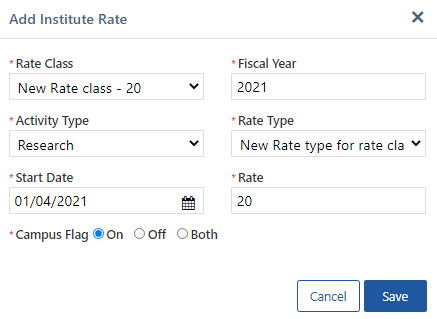 Add Institute Rate ×
* Rate Class * Fiscal Year
New Rate class - 20 2021
* Activity Type * Rate Type
Research New Rate type for rate cla
* Start Date * Rate
01/04/2021 20
* Campus Flag On Off Both
Cancel Save